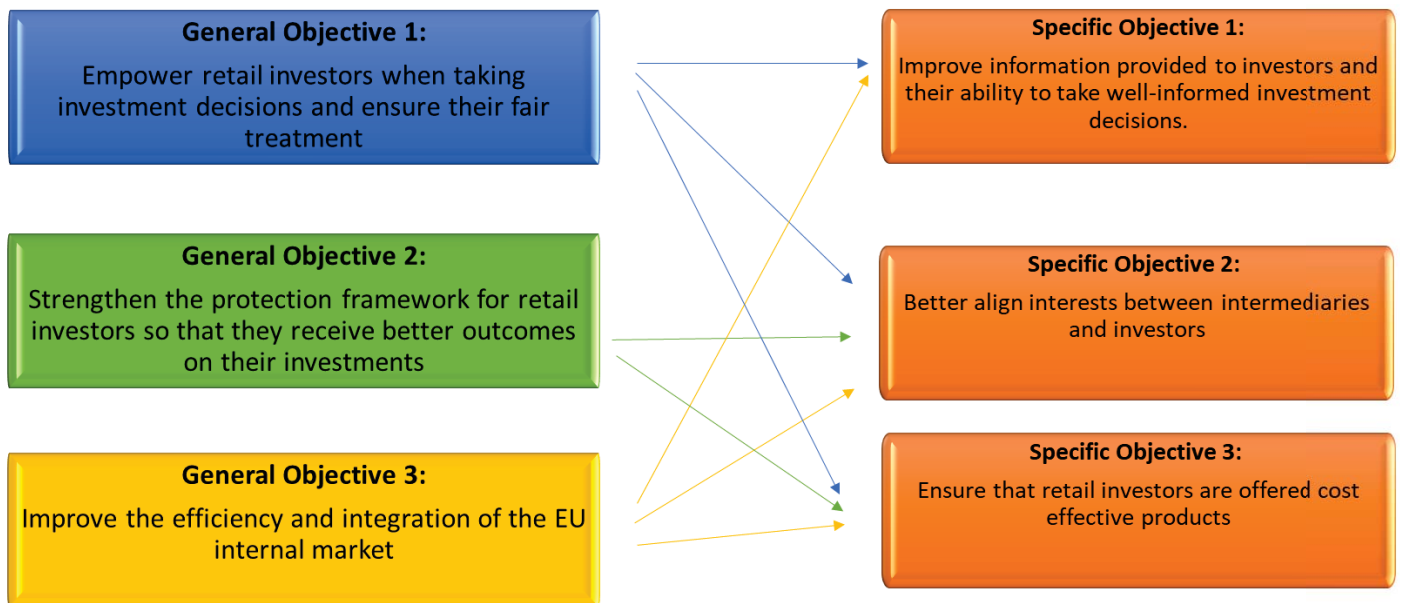 General Objective 1:
Empower retail investors when taking
investment decisions and ensure their fair
treatment
General Objective 2:
Strengthen the protection framework for retail
investors so that they receive better outcomes
on their investments
General Objective 3:
Improve the efficiency and integration of the EU
internal market
Specific Objective 1:
Improve information provided to investors and
their ability to take well-informed investment
decisions.
Specific Objective 2:
Better align interests between intermediaries
and investors
Specific Objective 3:
Ensure that retail investors are offered cost
effective products